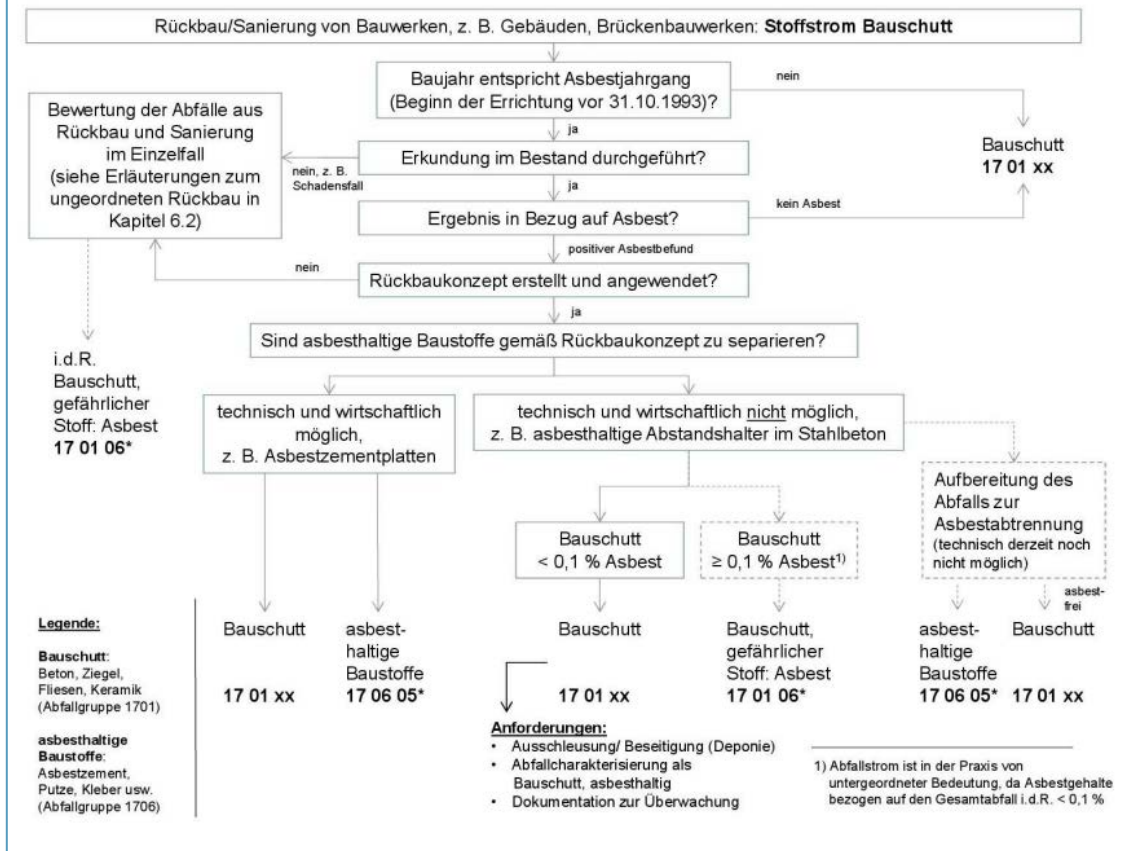 Rückbau/Sanierung von Bauwerken, z. B. Gebäuden, Brückenbauwerken: Stoffstrom Bauschutt
Baujahr entspricht Asbestjahrgang
(Beginn der Errichtung vor 31.10.1993)?
nein
ja
Bauschutt
17 01 xx
Erkundung im Bestand durchgeführt?
nein, z. B.
Schadensfall
ja
Bewertung der Abfälle aus
Rückbau und Sanierung
im Einzelfall
(siehe Erläuterungen zum
ungeordneten Rückbau in
Kapitel 6.2)
Ergebnis in Bezug auf Asbest?
kein Asbest
positiver Asbestbefund
nein
Rückbaukonzept erstellt und angewendet?
ja
Sind asbesthaltige Baustoffe gemäß Rückbaukonzept zu separieren?
i.d.R.
Bauschutt,
gefährlicher
Stoff: Asbest
17 01 06*
technisch und wirtschaftlich
möglich,
z. B. Asbestzementplatten
technisch und wirtschaftlich nicht möglich,
z. B. asbesthaltige Abstandshalter im Stahlbeton
Bauschutt
< 0,1 % Asbest
Bauschutt
≥ 0,1 % Asbest1)
Aufbereitung des
Abfalls zur
Asbestabtrennung
(technisch derzeit noch
nicht möglich)
asbest-
frei
Bauschutt
17 01 xx
asbest-
haltige
Baustoffe
17 06 05*
Bauschutt
17 01 xx
Bauschutt,
gefährlicher
Stoff: Asbest
17 01 06*
asbest-
haltige
Baustoffe
17 06 05*
Bauschutt
17 01 xx
Legende:
Bauschutt:
Beton, Ziegel,
Fliesen, Keramik
(Abfallgruppe 1701)
asbesthaltige
Baustoffe:
Asbestzement,
Putze, Kleber usw.
(Abfallgruppe 1706)
Anforderungen:
• Ausschleusung/ Beseitigung (Deponie)
• Abfallcharakterisierung als
Bauschutt, asbesthaltig
• Dokumentation zur Überwachung
1) Abfallstrom ist in der Praxis von
untergeordneter Bedeutung, da Asbestgehalte
bezogen auf den Gesamtabfall i.d.R. < 0,1 %